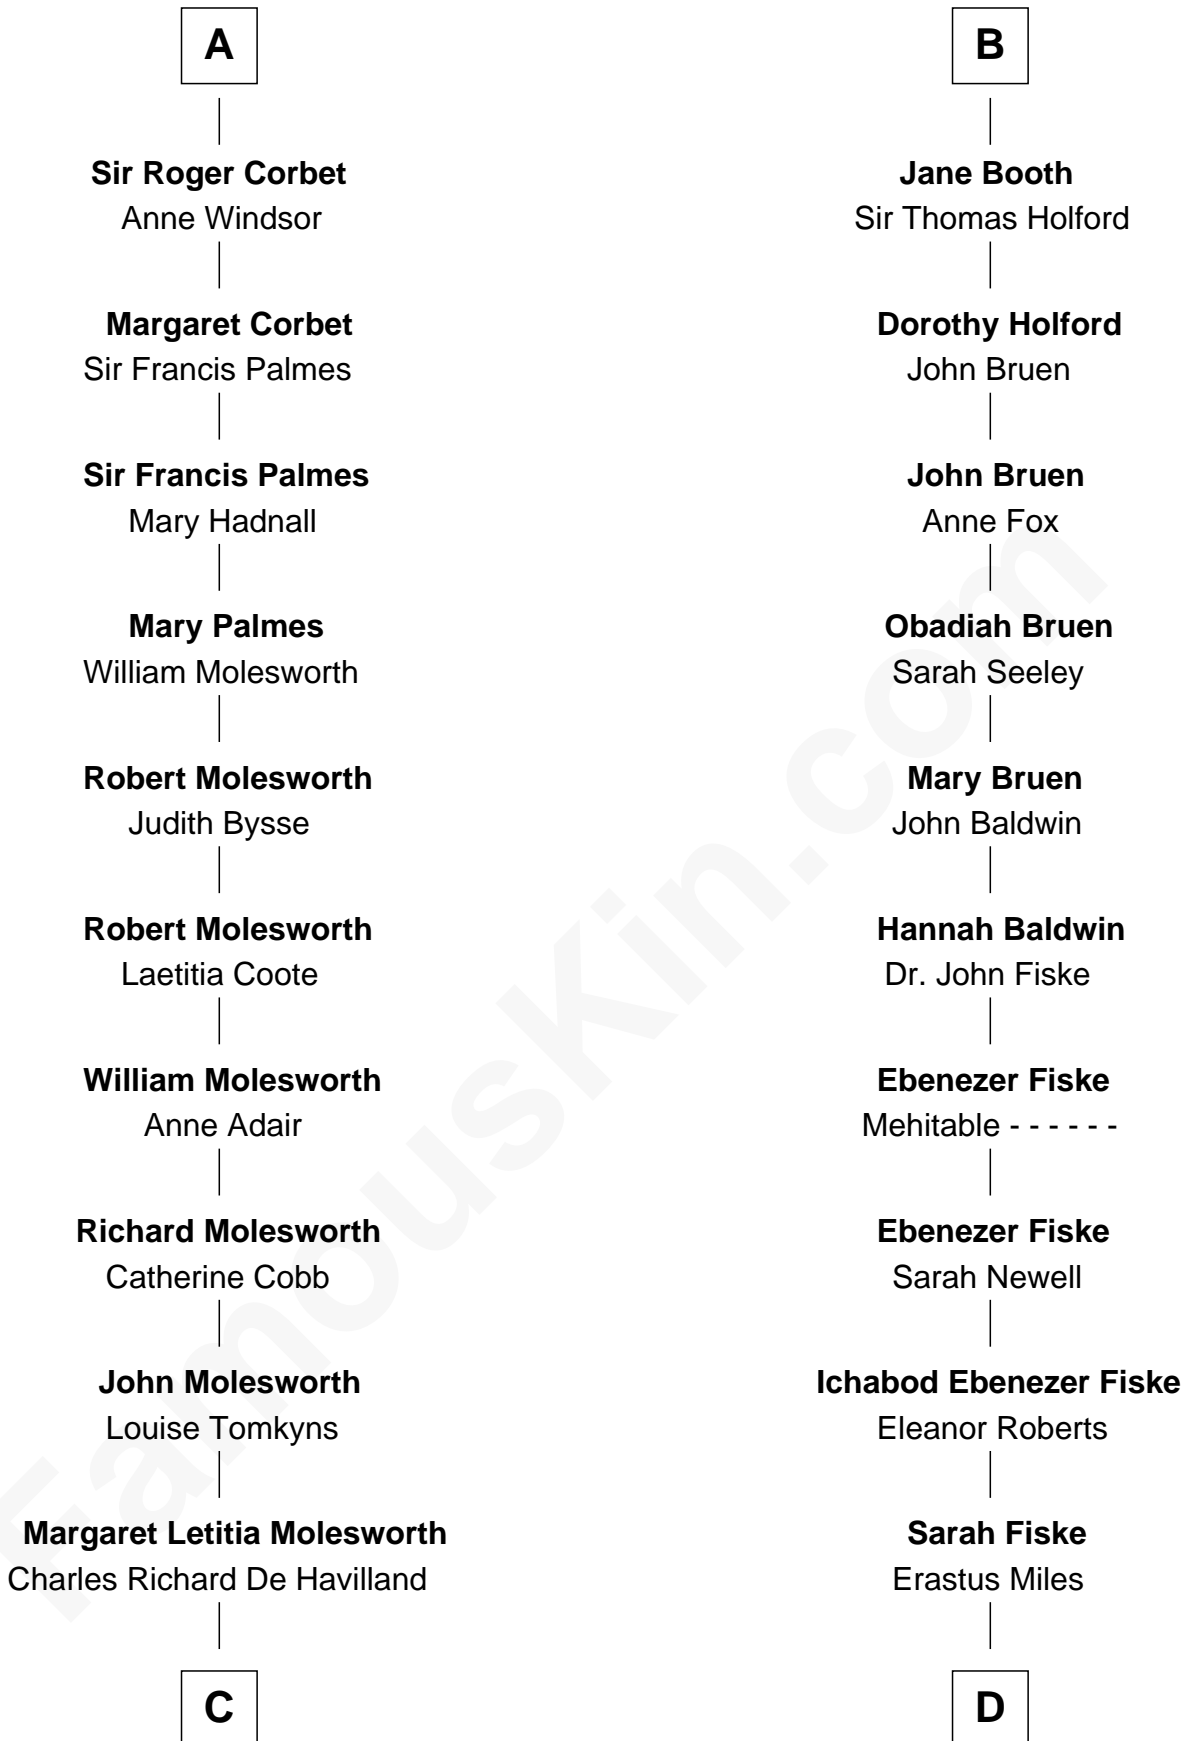 A
Sir Roger Corbet
Anne Windsor
Margaret Corbet
Sir Francis Palmes
Sir Francis Palmes
Mary Hadnall
Mary Palmes
William Molesworth
Robert Molesworth
Judith Bysse
Robert Molesworth
Laetitia Coote
William Molesworth
Anne Adair
Richard Molesworth
Catherine Cobb
John Molesworth
Louise Tomkyns
Margaret Letitia Molesworth
Charles Richard De Havilland
C
B
Jane Booth
Sir Thomas Holford
Dorothy Holford
John Bruen
John Bruen
Anne Fox
Obadiah Bruen
Sarah Seeley
Mary Bruen
John Baldwin
Hannah Baldwin
Dr. John Fiske
Ebenezer Fiske
Mehitable - - - - - -
Ebenezer Fiske
Sarah Newell
Ichabod Ebenezer Fiske
Eleanor Roberts
Sarah Fiske
Erastus Miles
D
FamousKin.com